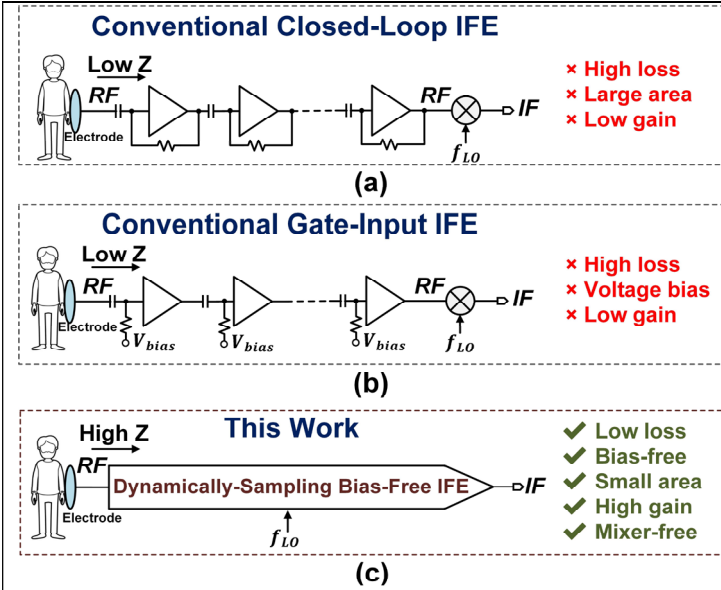 Conventional Closed-Loop IFE
Low Z
RF
Electrode
RF
IF
f_LO
× High loss
× Large area
× Low gain
(a)
Conventional Gate-Input IFE
Low Z
RF
Electrode
V_bias
V_bias
V_bias
RF
IF
f_LO
× High loss
× Voltage bias
× Low gain
(b)
This Work
High Z
RF
Electrode
Dynamically-Sampling Bias-Free IFE
IF
f_LO
✓ Low loss
✓ Bias-free
✓ Small area
✓ High gain
✓ Mixer-free
(c)